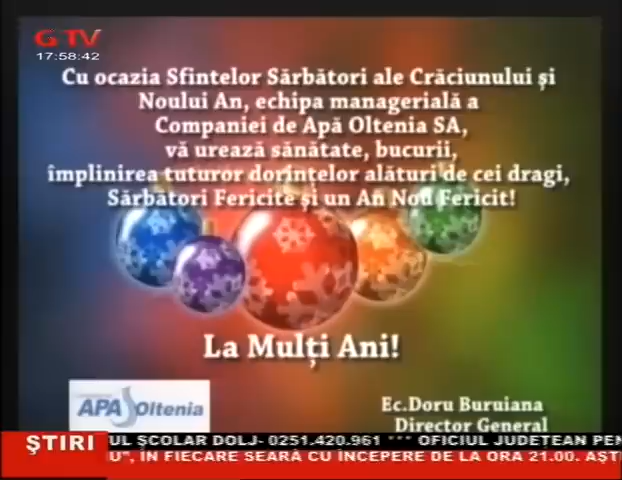 GTV
17:58:42
Cu ocazia Sfintelor Sărbători ale Crăciunului și
Noului An, echipa managerială a
Companiei de Apă Oltenia SA,
vă urează sănătate, bucurii,
împlinirea tuturor dorințelor alături de cei dragi,
Sărbători Fericite și un An Nou Fericit!
La Mulți Ani!
APA Oltenia
Ec.Doru Buruiana
Director General
ȘTIRI
UL ȘCOLAR DOLJ- 0251.420.961 *** OFICIUL JUDEȚEAN PEN
U", ÎN FIECARE SEARĂ CU ÎNCEPERE DE LA ORA 21.00. AȘT